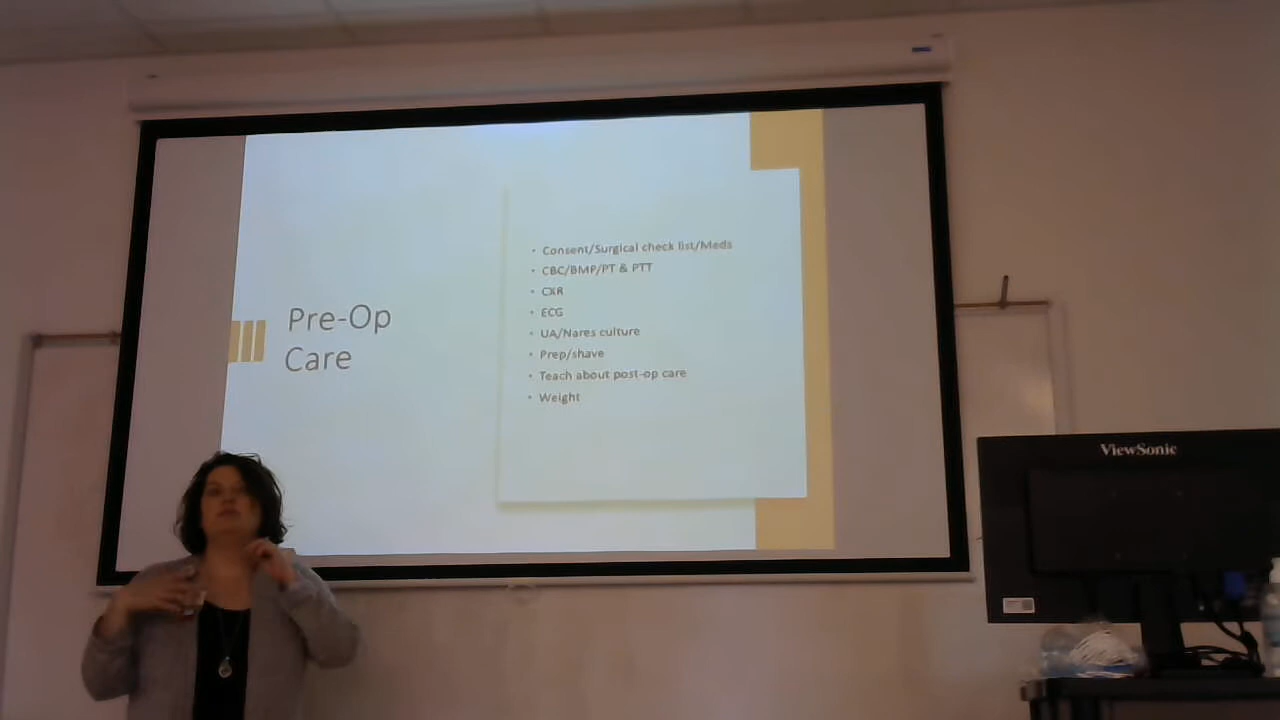 Pre-Op
Care
• Consent/Surgical check list/Meds
• CBC/BMP/PT & PTT
• CXR
• ECG
• UA/Nares culture
• Prep/shave
• Teach about post-op care
• Weight
ViewSonic